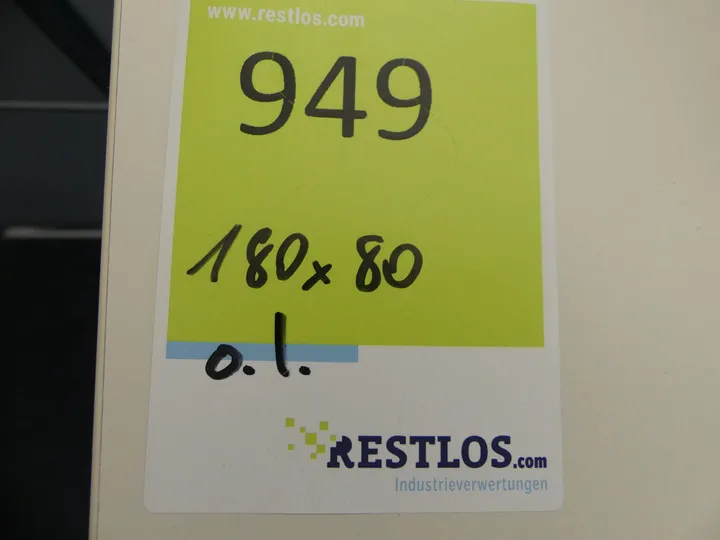 www.restlos.com
949
180x80
o.l.
RESTLOS.com
Industrieverwertungen